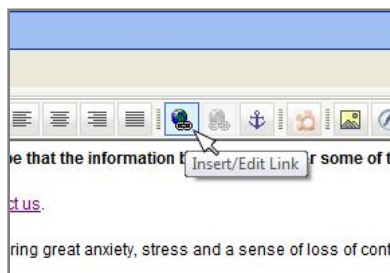 be that the information b
Insert/Edit Link
r some of t
ct us.
ring great anxiety, stress and a sense of loss of cont